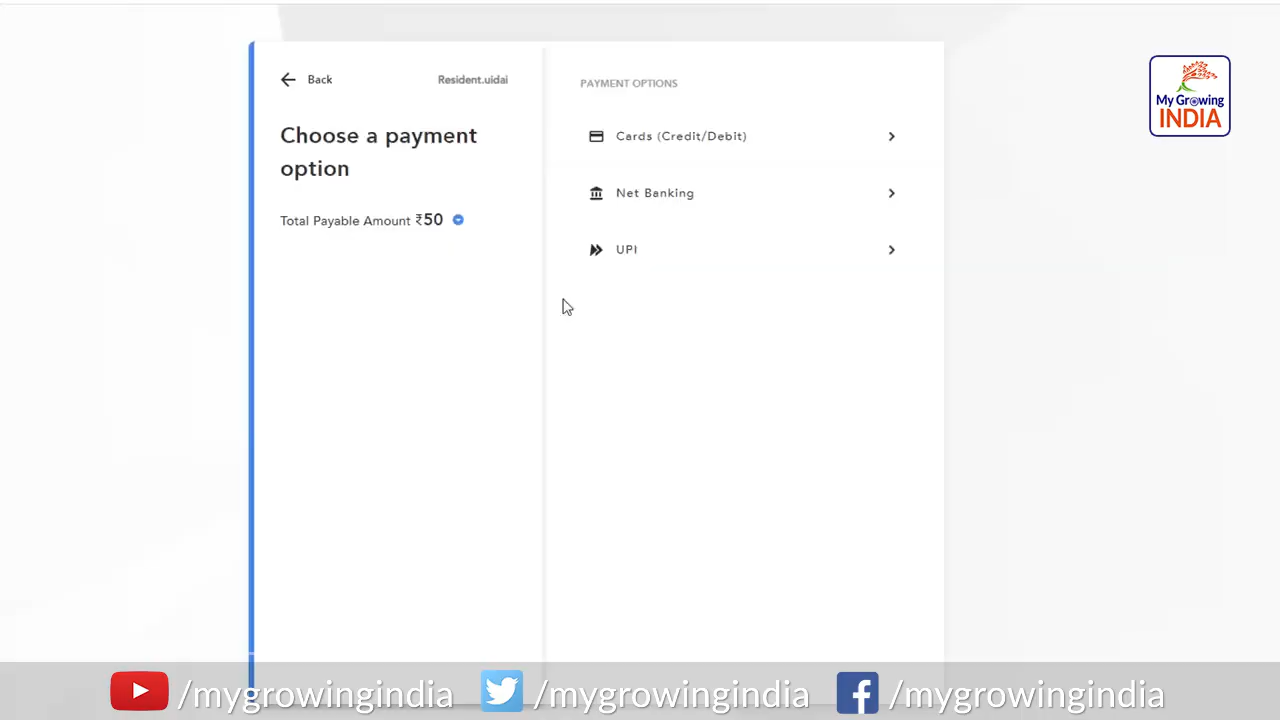 Back
Resident.uidai
Choose a payment
option
Total Payable Amount ₹50
PAYMENT OPTIONS
Cards (Credit/Debit)
Net Banking
UPI
My Growing
INDIA
/mygrowingindia
/mygrowingindia
/mygrowingindia